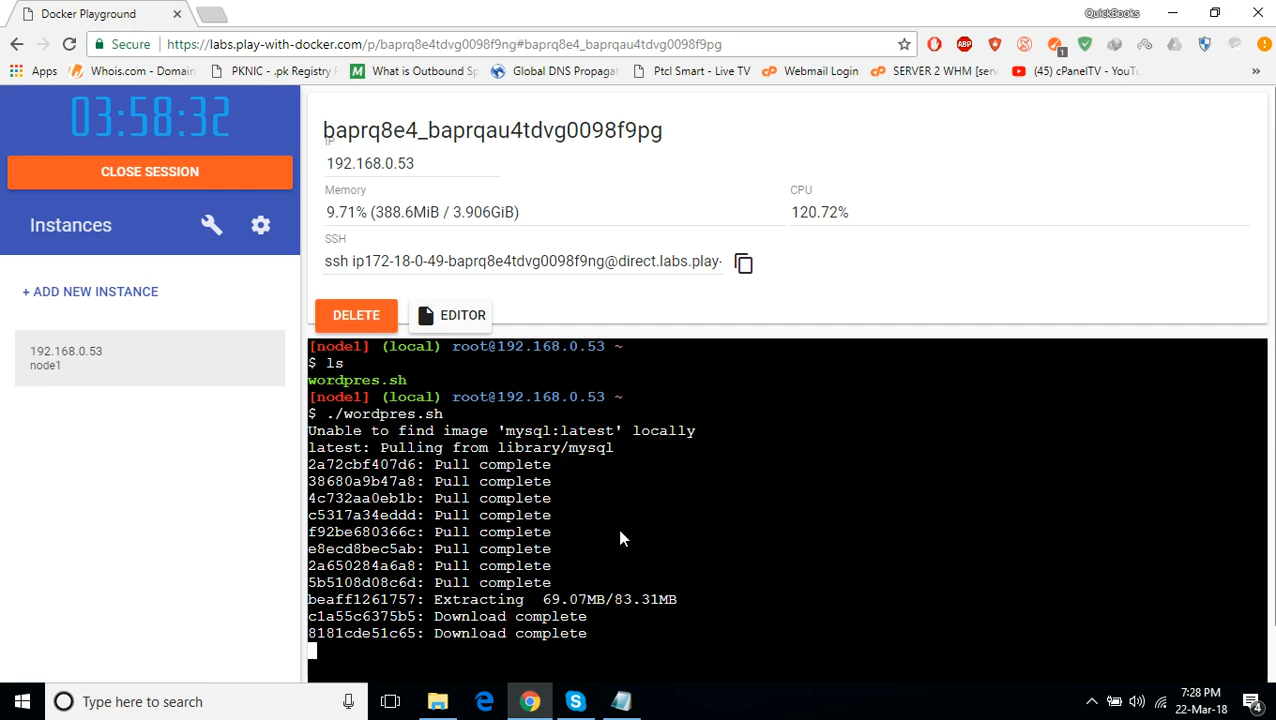 Docker Playground
QuickBooks
Secure
https://labs.play-with-docker.com/p/baprq8e4tdvg0098f9ng#baprq8e4_baprqau4tdvg0098f9pg
ABP
1
Apps
Whois.com - Domain
PKNIC - .pk Registry
What is Outbound Sp
Global DNS Propagat
Ptcl Smart - Live TV
Webmail Login
SERVER 2 WHM [serv
(45) cPanelTV - YouTu
»
03:58:32
CLOSE SESSION
Instances
+ ADD NEW INSTANCE
192.168.0.53
node1
baprq8e4_baprqau4tdvg0098f9pg
IP
192.168.0.53
Memory
9.71% (388.6MiB / 3.906GiB)
CPU
120.72%
SSH
ssh ip172-18-0-49-baprq8e4tdvg0098f9ng@direct.labs.play-
DELETE
EDITOR
[node1] (local) root@192.168.0.53 ~
$ ls
wordpres.sh
[node1] (local) root@192.168.0.53 ~
$ ./wordpres.sh
Unable to find image 'mysql:latest' locally
latest: Pulling from library/mysql
2a72cbf407d6: Pull complete
38680a9b47a8: Pull complete
4c732aa0eb1b: Pull complete
c5317a34eddd: Pull complete
f92be680366c: Pull complete
e8ecd8bec5ab: Pull complete
2a650284a6a8: Pull complete
5b5108d08c6d: Pull complete
beaff1261757: Extracting 69.07MB/83.31MB
c1a55c6375b5: Download complete
8181cde51c65: Download complete
Type here to search
7:28 PM
22-Mar-18
4